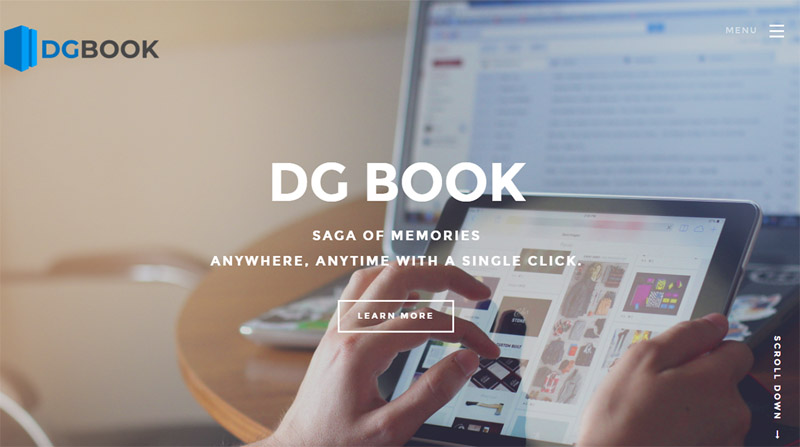 DGBOOK
MENU
DG BOOK
SAGA OF MEMORIES
ANYWHERE, ANYTIME WITH A SINGLE CLICK.
LEARN MORE
SCROLL DOWN →